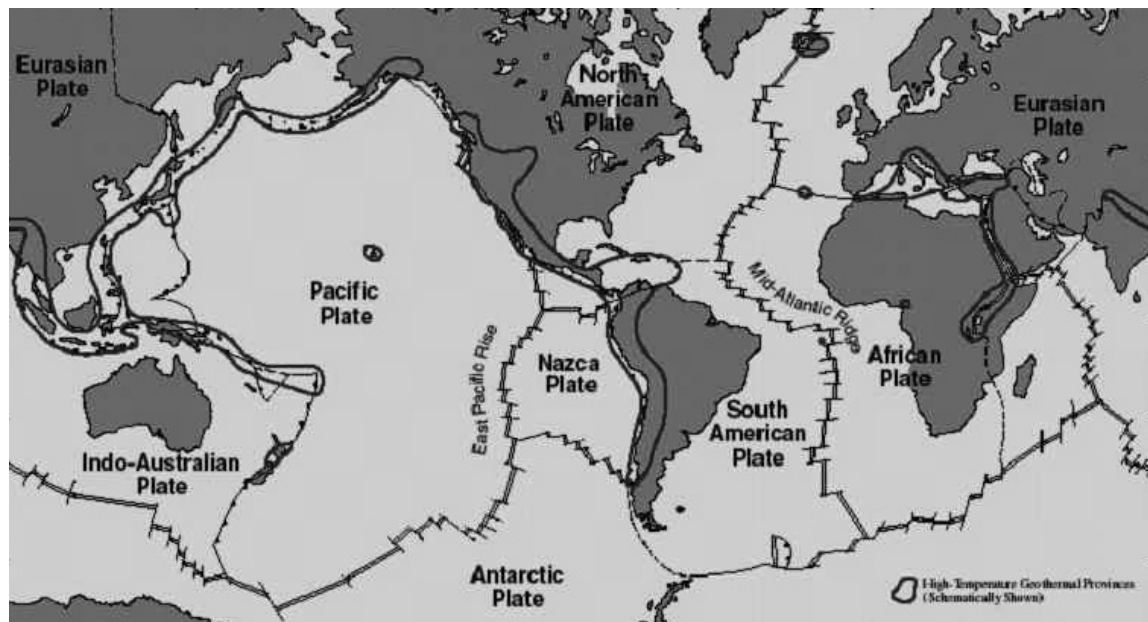 Eurasian
Plate
North
American
Plate
Eurasian
Plate
Pacific
Plate
East Pacific Rise
Nazca
Plate
Mid-Atlantic Ridge
African
Plate
South
American
Plate
Indo-Australian
Plate
Antarctic
Plate
High-Temperature Geothermal Provinces
(Schematically Shown)